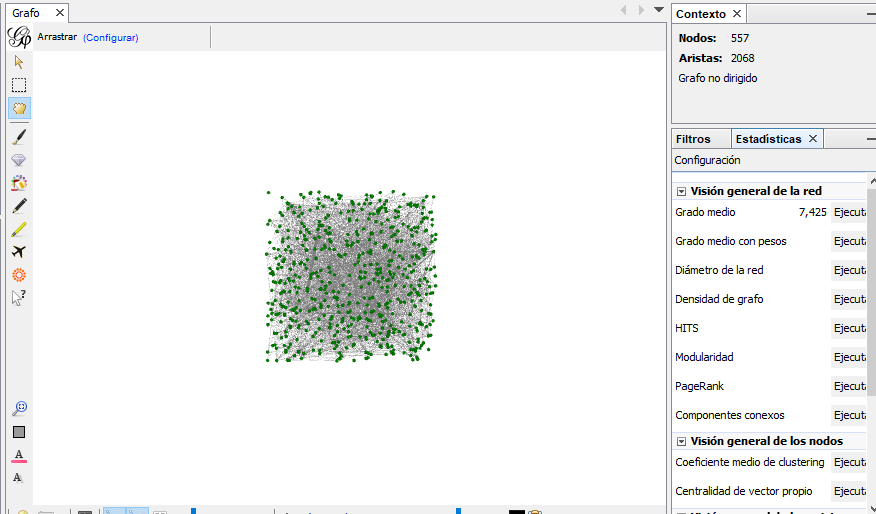 Grafo
Contexto
Arrastrar (Configurar)
Nodos: 557
Aristas: 2068
Grafo no dirigido
Filtros Estadísticas
Configuración
Visión general de la red
Grado medio 7,425 Ejecuta
Grado medio con pesos Ejecuta
Diámetro de la red Ejecuta
Densidad de grafo Ejecuta
HITS Ejecuta
Modularidad Ejecuta
PageRank Ejecuta
Componentes conexos Ejecuta
Visión general de los nodos
Coeficiente medio de clustering Ejecuta
Centralidad de vector propio Ejecuta